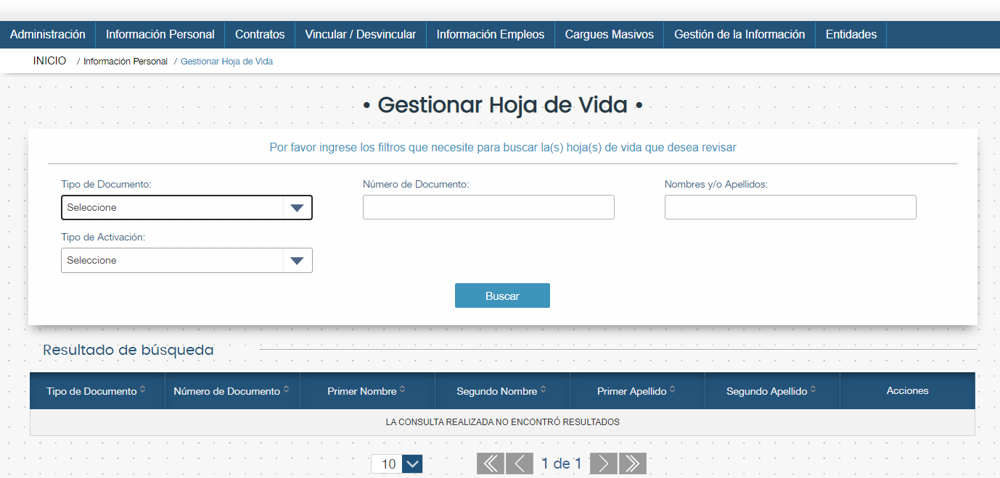 Administración Información Personal Contratos Vincular / Desvincular Información Empleos Cargues Masivos Gestión de la Información Entidades
INICIO / Información Personal / Gestionar Hoja de Vida
• Gestionar Hoja de Vida •
Por favor ingrese los filtros que necesite para buscar la(s) hoja(s) de vida que desea revisar
Tipo de Documento: Número de Documento: Nombres y/o Apellidos:
Seleccione
Tipo de Activación:
Seleccione
Buscar
Resultado de búsqueda
Tipo de Documento Número de Documento Primer Nombre Segundo Nombre Primer Apellido Segundo Apellido Acciones
LA CONSULTA REALIZADA NO ENCONTRÓ RESULTADOS
10 1 de 1